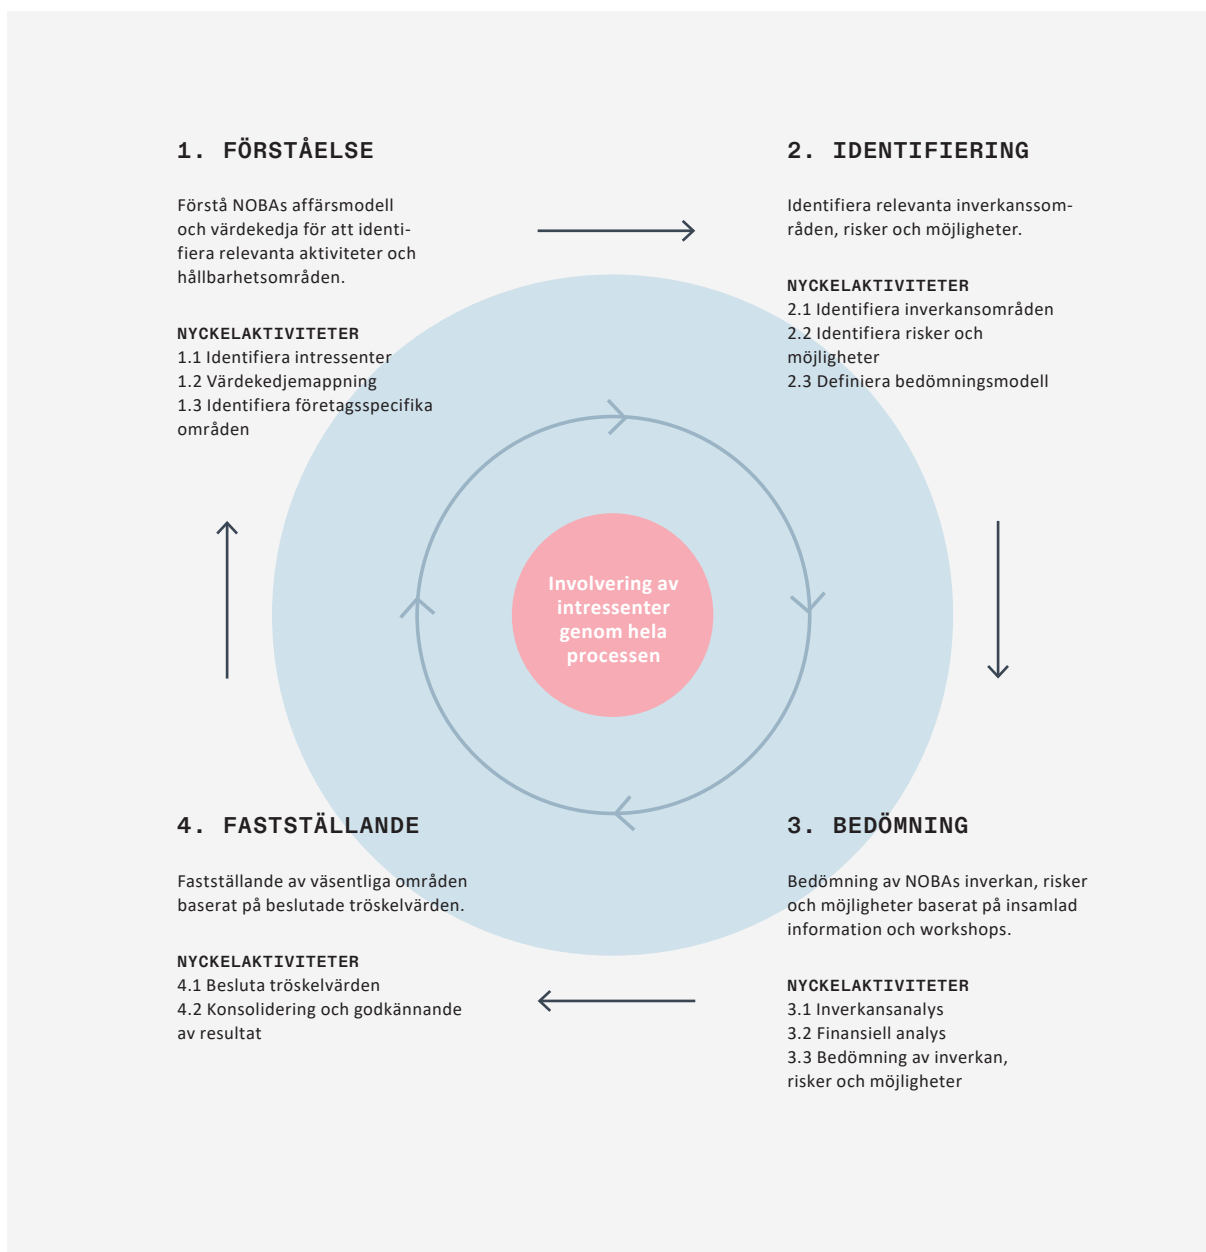 1. FÖRSTÅELSE
Förstå NOBAs affärsmodell
och värdekedja för att identi-
fiera relevanta aktiviteter och
hållbarhetsområden.
NYCKELAKTIVITETER
1.1 Identifiera intressenter
1.2 Värdekedjemappning
1.3 Identifiera företagsspecifika
områden
2. IDENTIFIERING
Identifiera relevanta inverkanssom-
råden, risker och möjligheter.
NYCKELAKTIVITETER
2.1 Identifiera inverkansområden
2.2 Identifiera risker och
möjligheter
2.3 Definiera bedömningsmodell
Involvering av
intressenter
genom hela
processen
3. BEDÖMNING
Bedömning av NOBAs inverkan, risker
och möjligheter baserat på insamlad
information och workshops.
NYCKELAKTIVITETER
3.1 Inverkansanalys
3.2 Finansiell analys
3.3 Bedömning av inverkan,
risker och möjligheter
4. FASTSTÄLLANDE
Fastställande av väsentliga områden
baserat på beslutade tröskelvärden.
NYCKELAKTIVITETER
4.1 Besluta tröskelvärden
4.2 Konsolidering och godkännande
av resultat